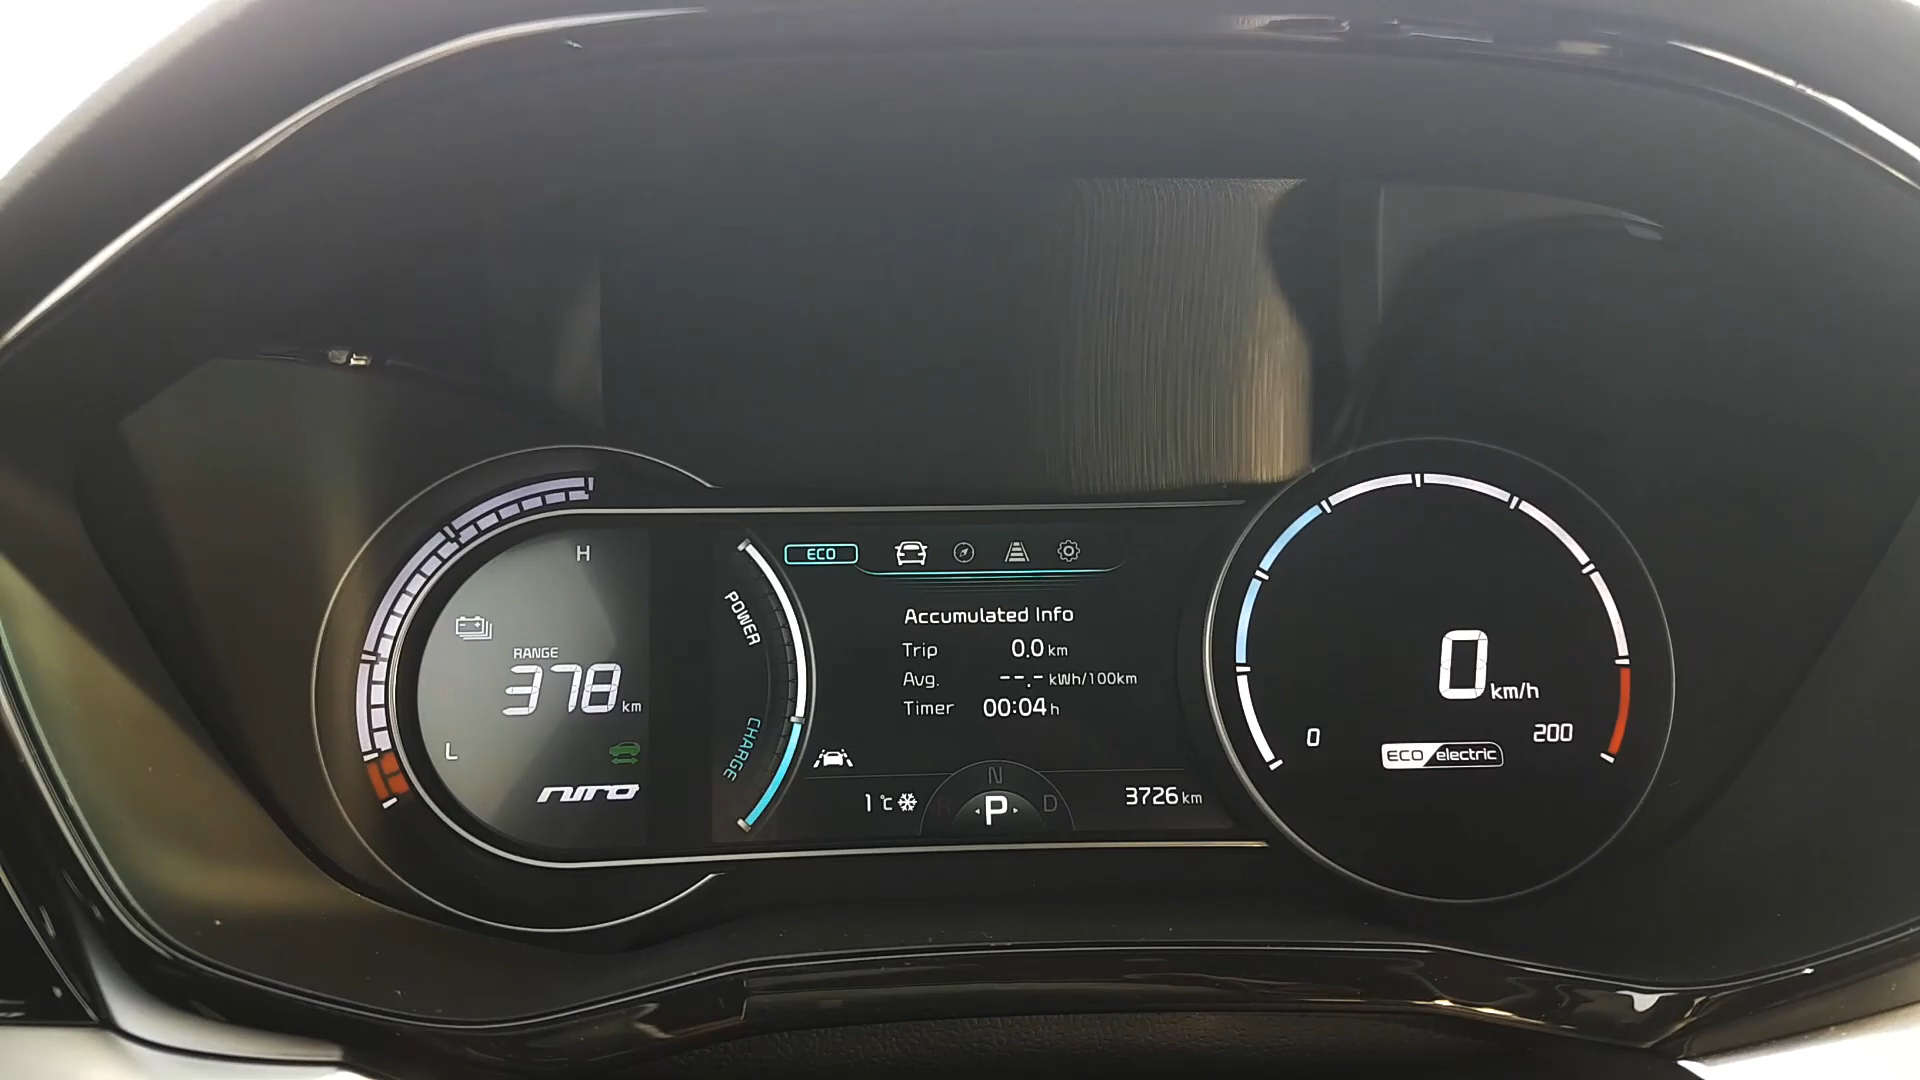 H
RANGE
378 km
L
niro
POWER
CHARGE
ECO
Accumulated Info
Trip 0.0 km
Avg. --.- kWh/100km
Timer 00:04 h
1 °C
N
R P D
3726 km
0 km/h
0 200
ECO electric